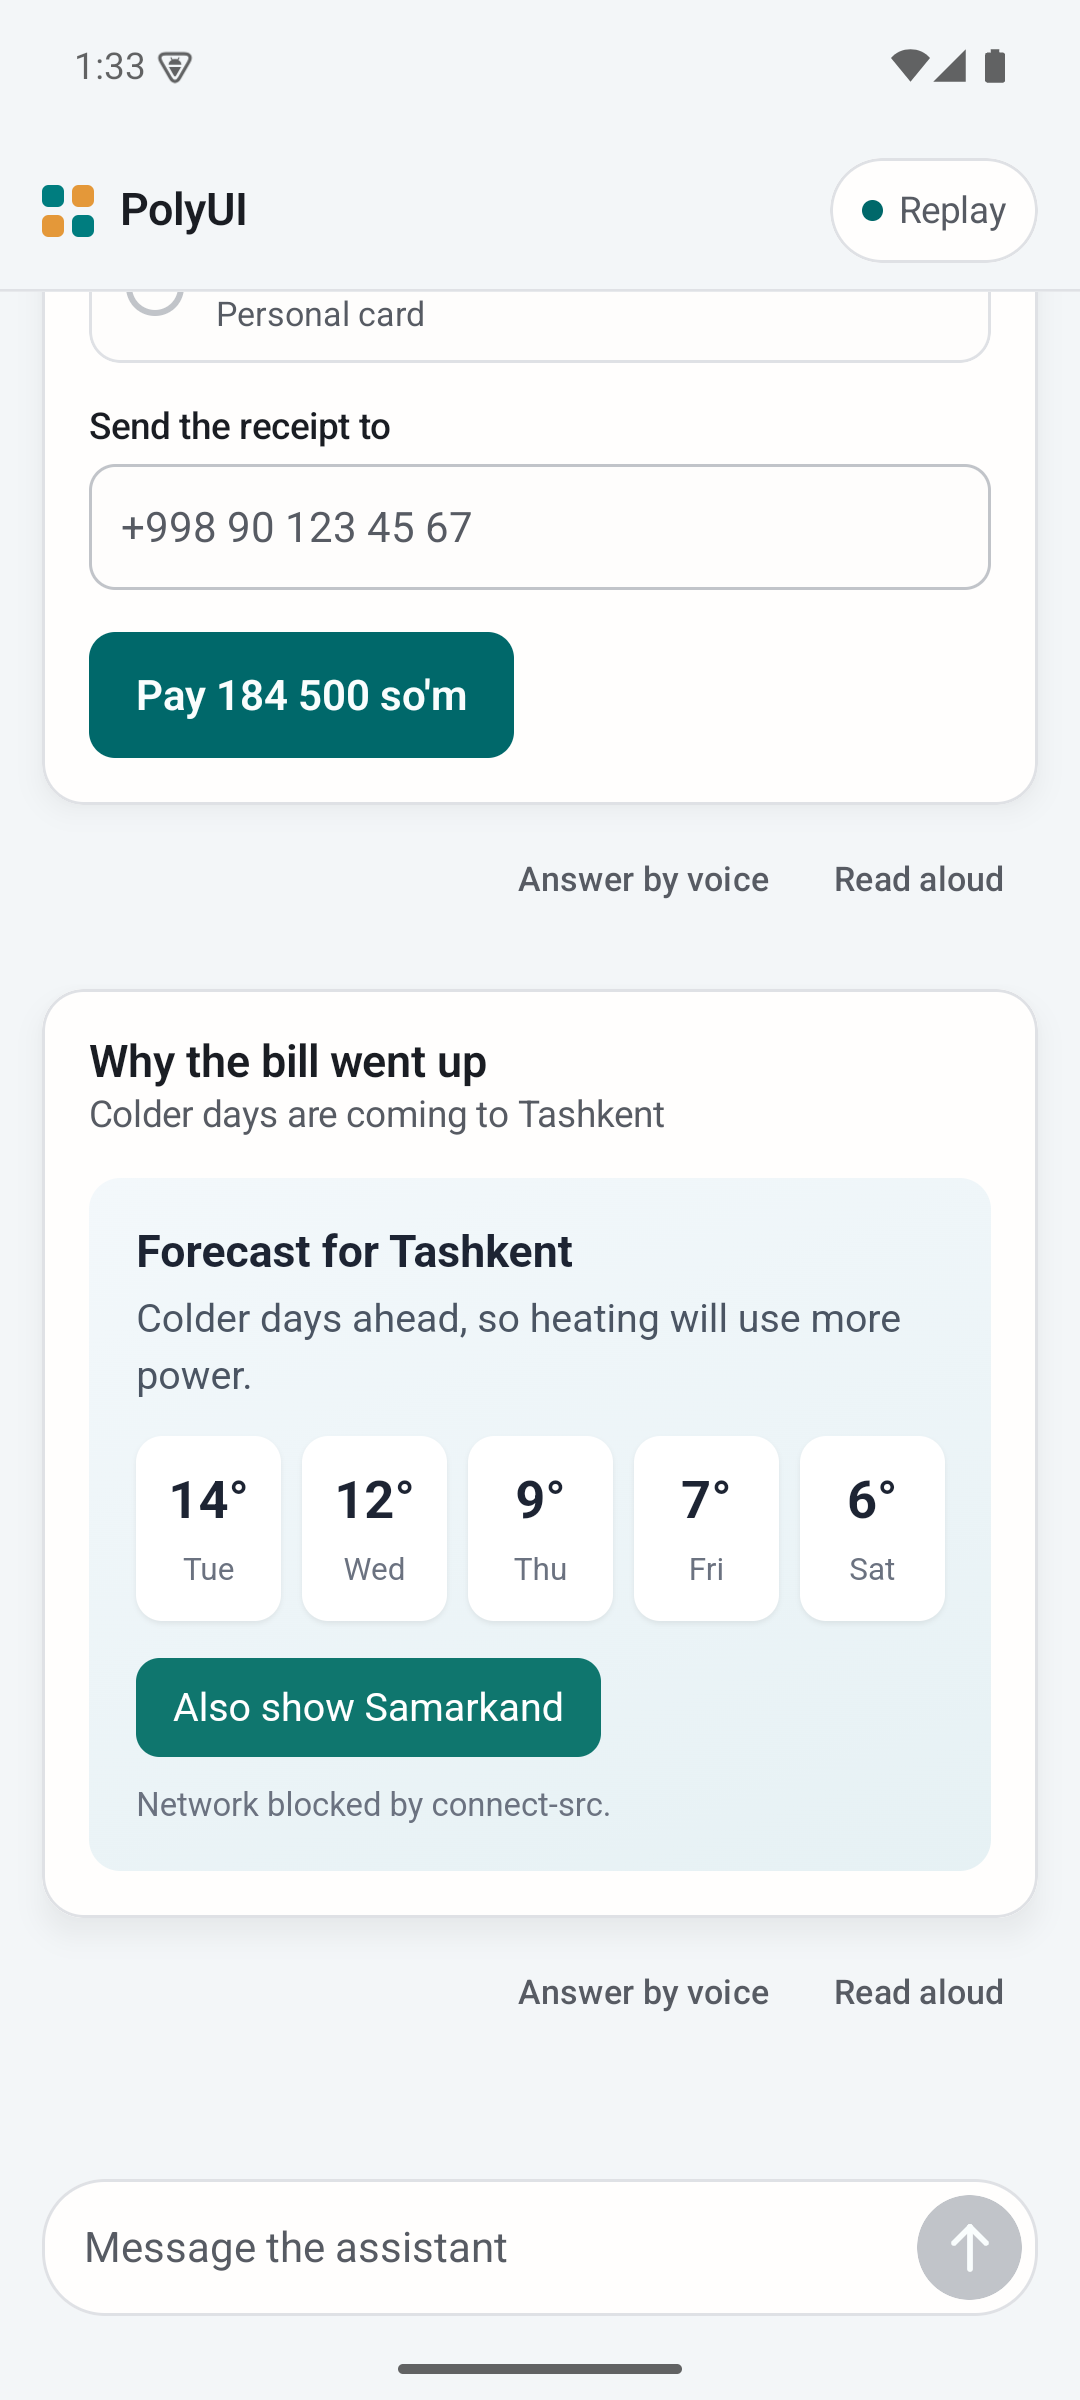 1:33
PolyUI
Replay
Personal card
Send the receipt to
+998 90 123 45 67
Pay 184 500 so'm
Answer by voice
Read aloud
Why the bill went up
Colder days are coming to Tashkent
Forecast for Tashkent
Colder days ahead, so heating will use more
power.
14° 12° 9° 7° 6°
Tue Wed Thu Fri Sat
Also show Samarkand
Network blocked by connect-src.
Answer by voice
Read aloud
Message the assistant